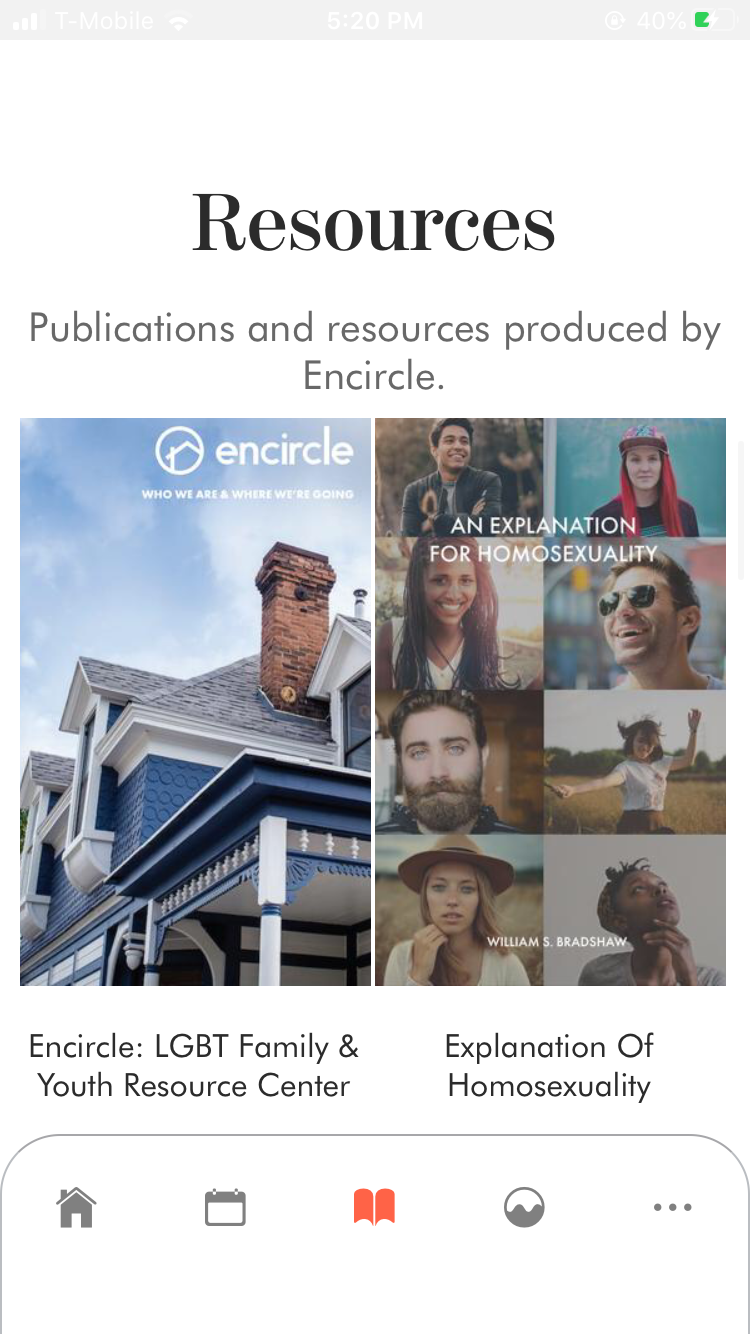 T-Mobile 5:20 PM 40%
Resources
Publications and resources produced by
Encircle.
encircle
WHO WE ARE & WHERE WE'RE GOING
AN EXPLANATION
FOR HOMOSEXUALITY
WILLIAM S. BRADSHAW
Encircle: LGBT Family &
Youth Resource Center
Explanation Of
Homosexuality